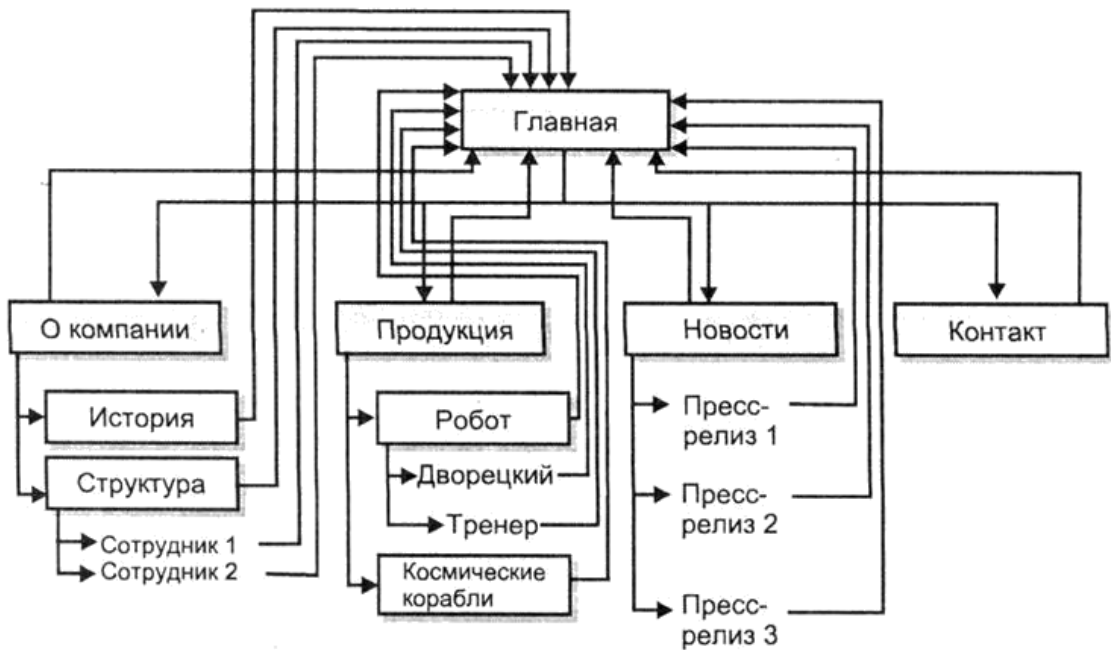 Главная
О компании
История
Структура
Сотрудник 1
Сотрудник 2
Продукция
Робот
Дворецкий
Тренер
Космические
корабли
Новости
Пресс-
релиз 1
Пресс-
релиз 2
Пресс-
релиз 3
Контакт